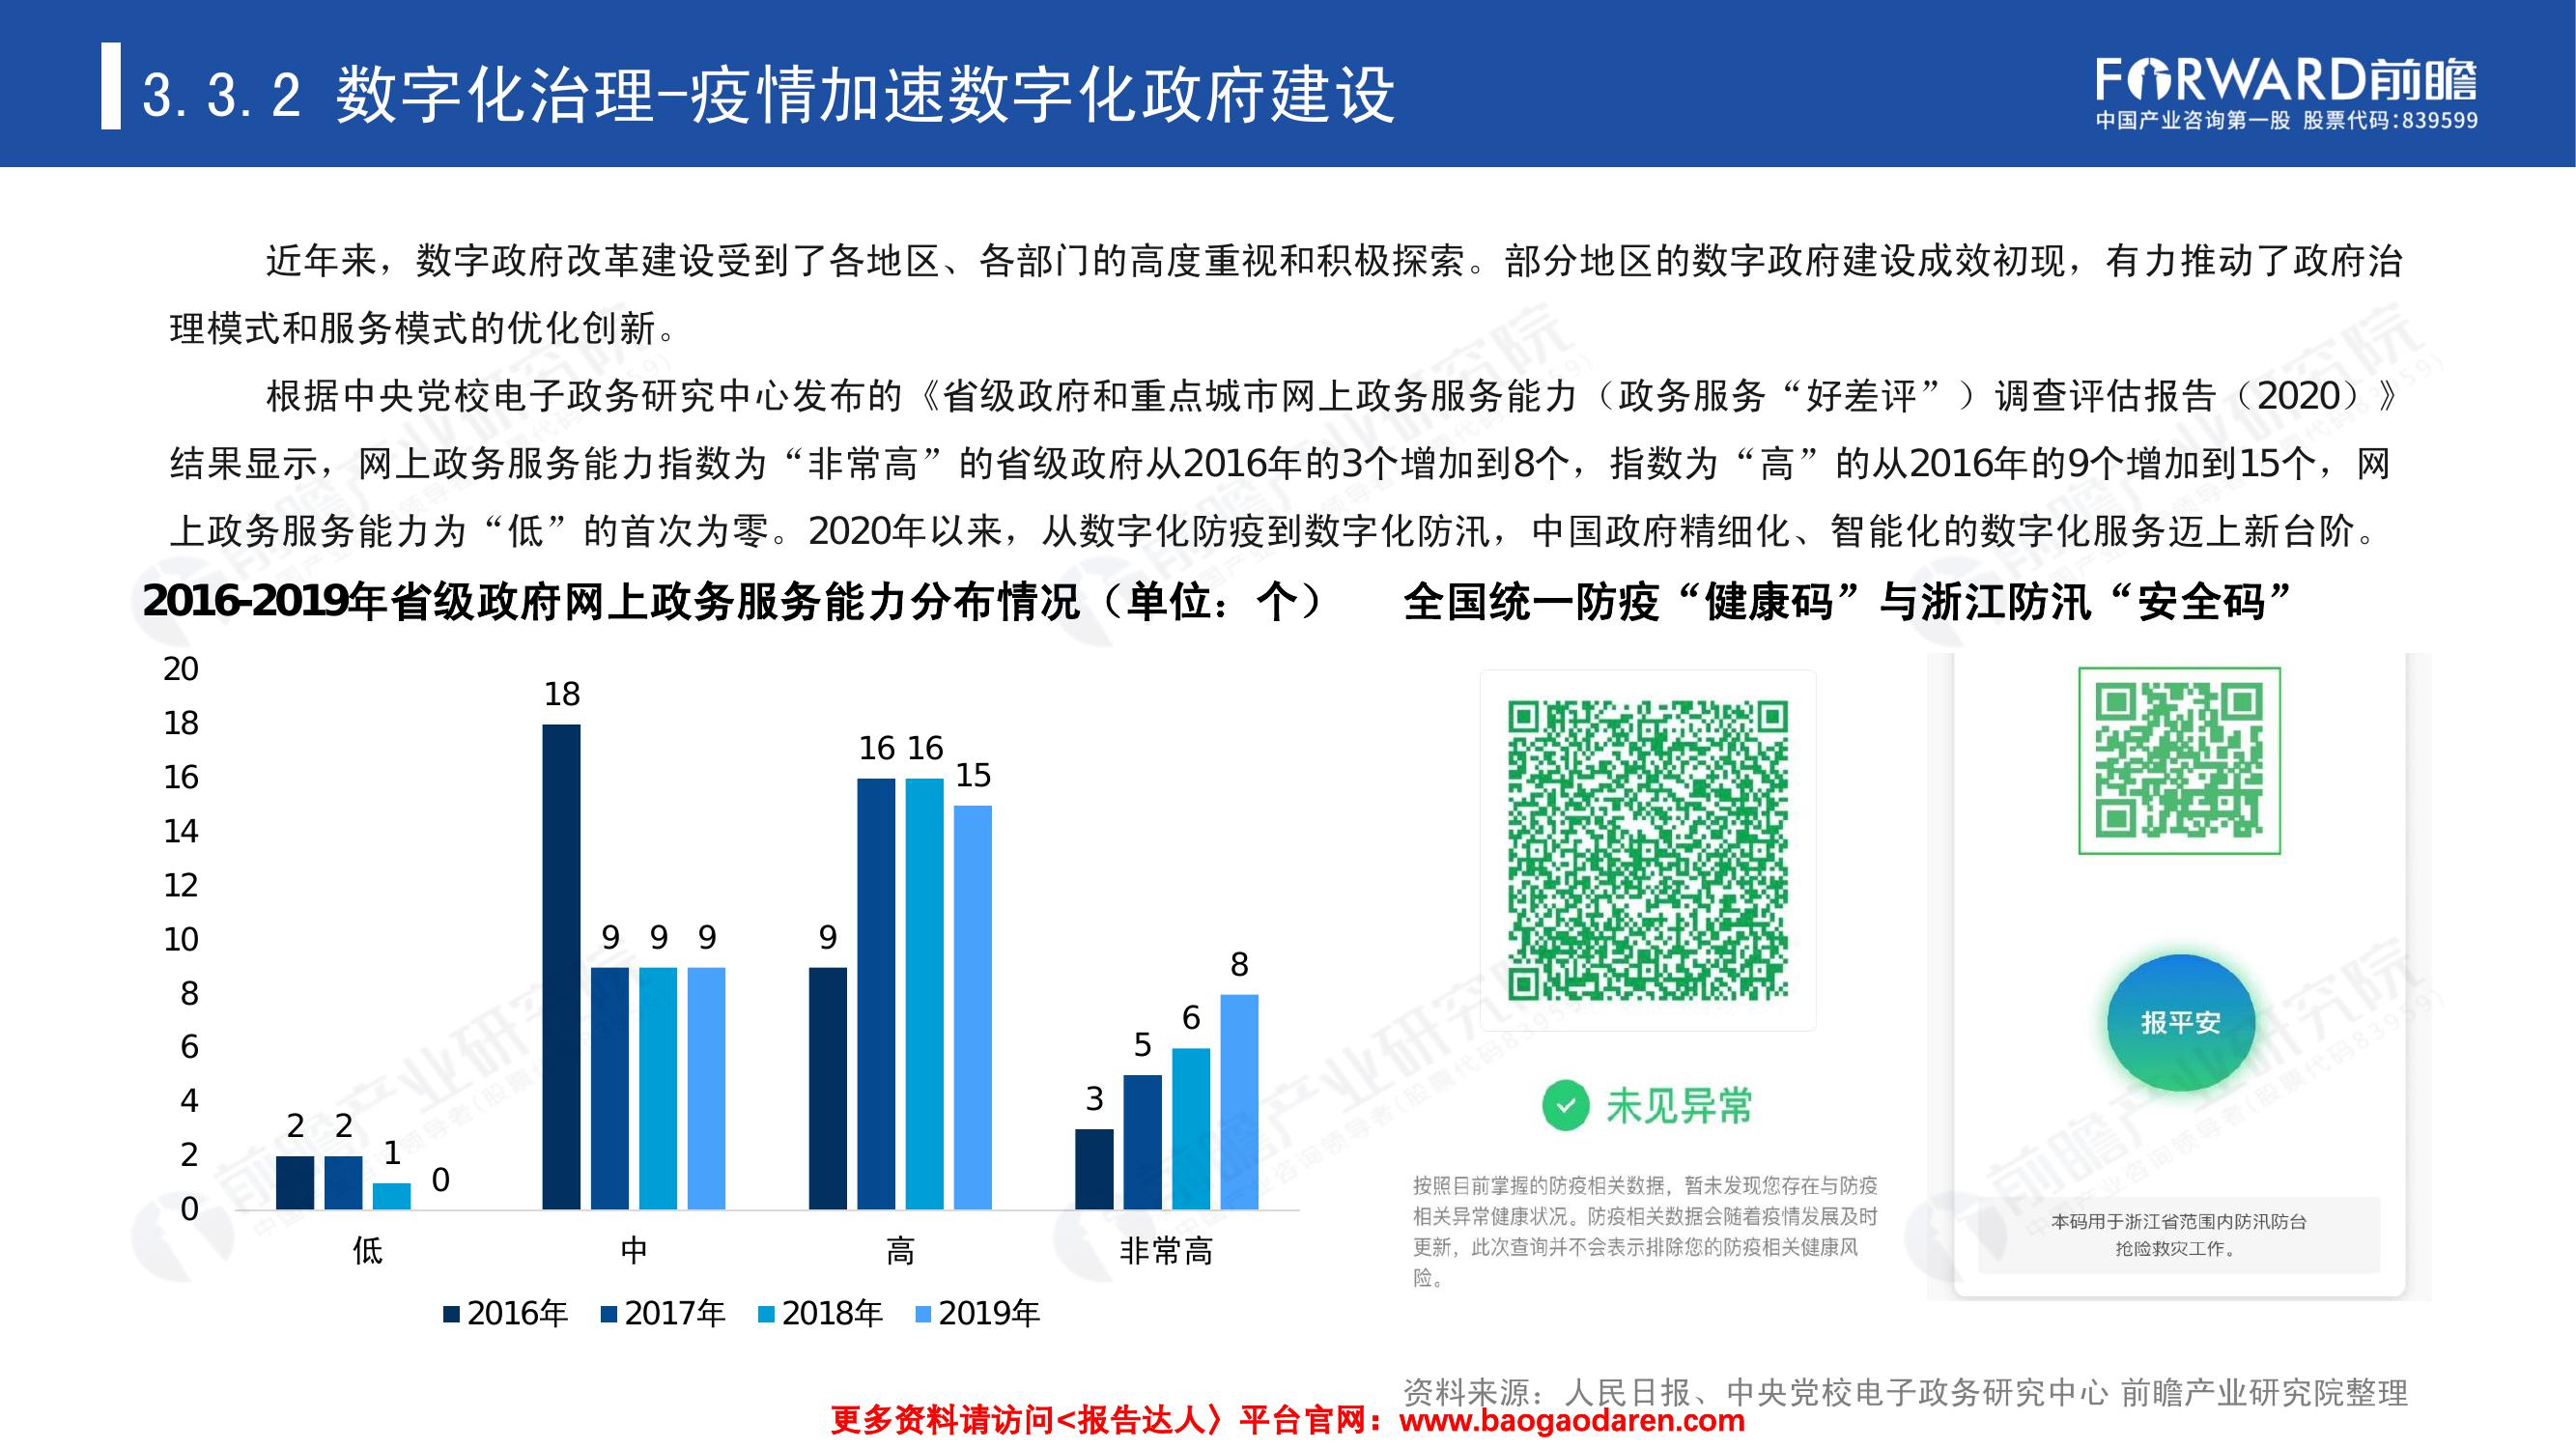 3.3.2 数字化治理-疫情加速数字化政府建设
FORWARD前瞻
中国产业咨询第一股 股票代码:839599
近年来，数字政府改革建设受到了各地区、各部门的高度重视和积极探索。部分地区的数字政府建设成效初现，有力推动了政府治
理模式和服务模式的优化创新。
根据中央党校电子政务研究中心发布的《省级政府和重点城市网上政务服务能力（政务服务“好差评”）调查评估报告（2020）》
结果显示，网上政务服务能力指数为“非常高”的省级政府从2016年的3个增加到8个，指数为“高”的从2016年的9个增加到15个，网
上政务服务能力为“低”的首次为零。2020年以来，从数字化防疫到数字化防汛，中国政府精细化、智能化的数字化服务迈上新台阶。
2016-2019年省级政府网上政务服务能力分布情况（单位：个）
20
18
16
14
12
10
8
6
4
2
0
2 2 1 0
18 9 9 9
9 16 16 15
3 5 6 8
低 中 高 非常高
2016年 2017年 2018年 2019年
全国统一防疫“健康码”与浙江防汛“安全码”
未见异常
按照目前掌握的防疫相关数据，暂未发现您存在与防疫
相关异常健康状况。防疫相关数据会随着疫情发展及时
更新，此次查询并不会表示排除您的防疫相关健康风
险。
报平安
本码用于浙江省范围内防汛防台
抢险救灾工作。
资料来源：人民日报、中央党校电子政务研究中心 前瞻产业研究院整理
更多资料请访问<报告达人〉平台官网：www.baogaodaren.com
前瞻产业研究院